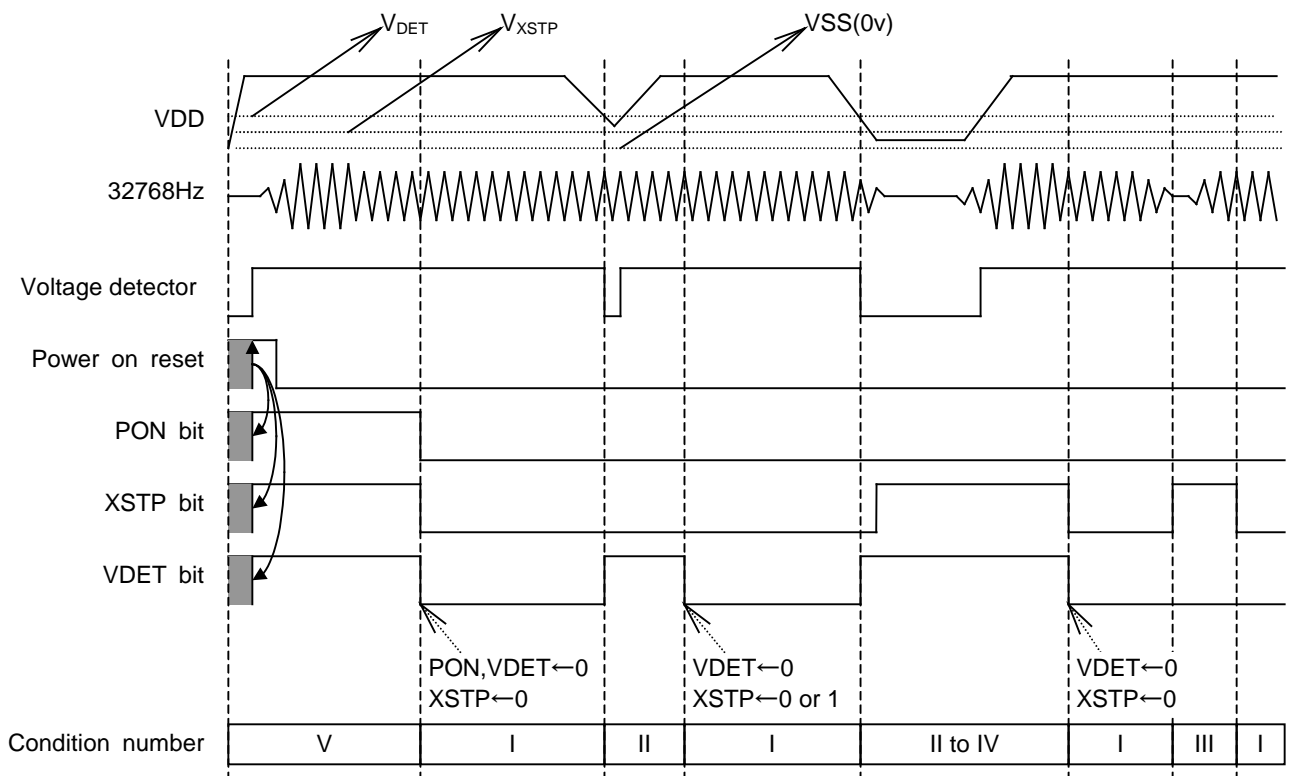 VDET VXSTP VSS(0v)
VDD
32768Hz
Voltage detector
Power on reset
PON bit
XSTP bit
VDET bit
PON,VDET←0 VDET←0 VDET←0
XSTP←0 XSTP←0 or 1 XSTP←0
Condition number V I II I II to IV I III I